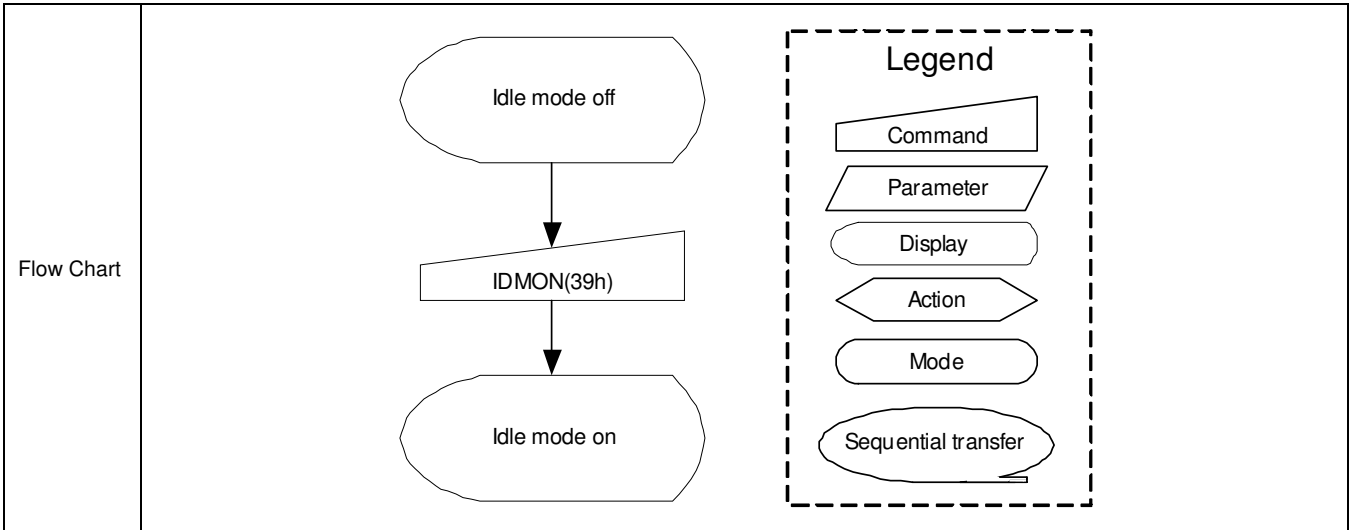 Flow Chart
Idle mode off
IDMON(39h)
Idle mode on
Legend
Command
Parameter
Display
Action
Mode
Sequential transfer